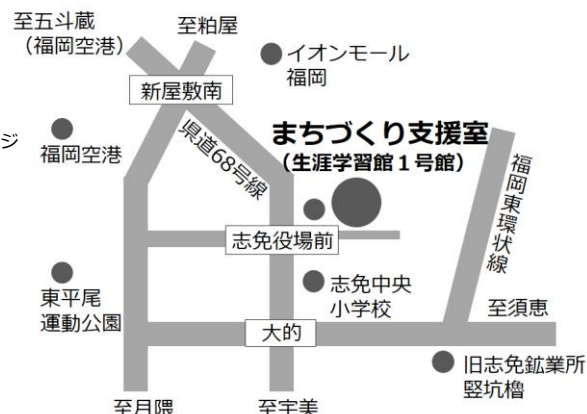 至五斗蔵
（福岡空港）
至粕屋
イオンモール
福岡
新屋敷南
ジ
福岡空港
県道68号線
まちづくり支援室
（生涯学習館１号館）
福岡東環状線
志免役場前
東平尾
運動公園
志免中央
小学校
至須恵
大的
旧志免鉱業所
竪坑櫓
至月隈
至宇美